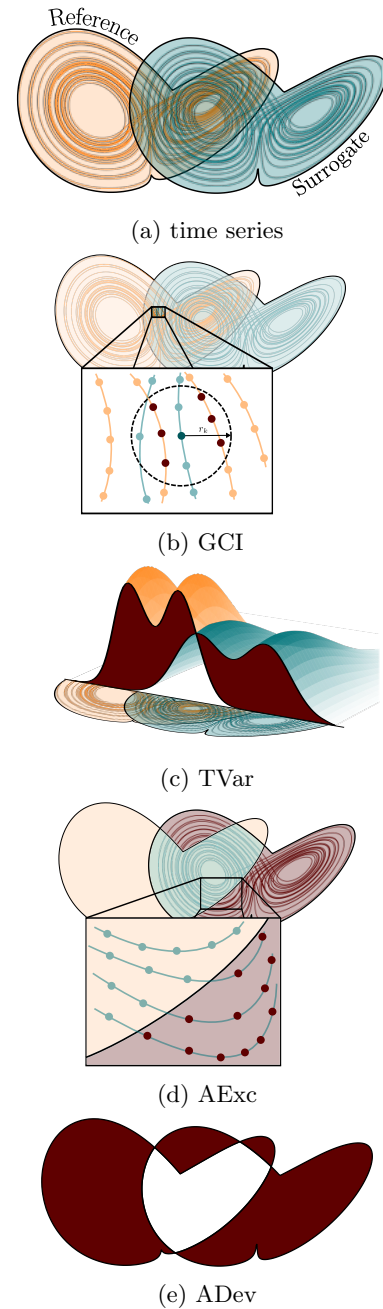 Reference
Surrogate
(a) time series
r_k
(b) GCI
(c) TVar
(d) AExc
(e) ADev